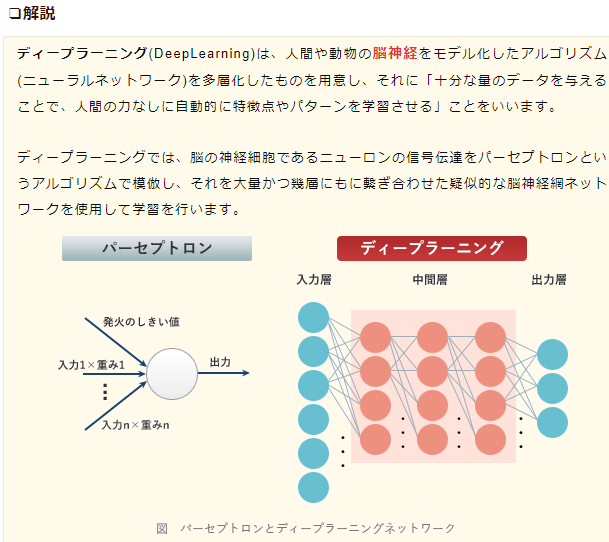 ❏解説
ディープラーニング(DeepLearning)は、人間や動物の脳神経をモデル化したアルゴリズム
(ニューラルネットワーク)を多層化したものを用意し、それに「十分な量のデータを与える
ことで、人間の力なしに自動的に特徴点やパターンを学習させる」ことをいいます。
ディープラーニングでは、脳の神経細胞であるニューロンの信号伝達をパーセプトロンとい
うアルゴリズムで模倣し、それを大量かつ幾層にもに繋ぎ合わせた疑似的な脳神経網ネット
ワークを使用して学習を行います。
パーセプトロン
発火のしきい値
入力1×重み1
入力n×重みn
出力
ディープラーニング
入力層
中間層
出力層
図　パーセプトロンとディープラーニングネットワーク